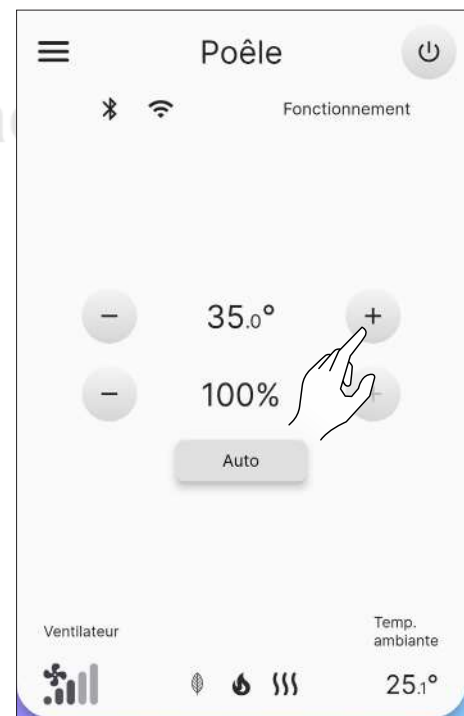 Poêle
Fonctionnement
− 35.0° +
− 100%
Auto
Ventilateur
Temp.
ambiante
25.1°